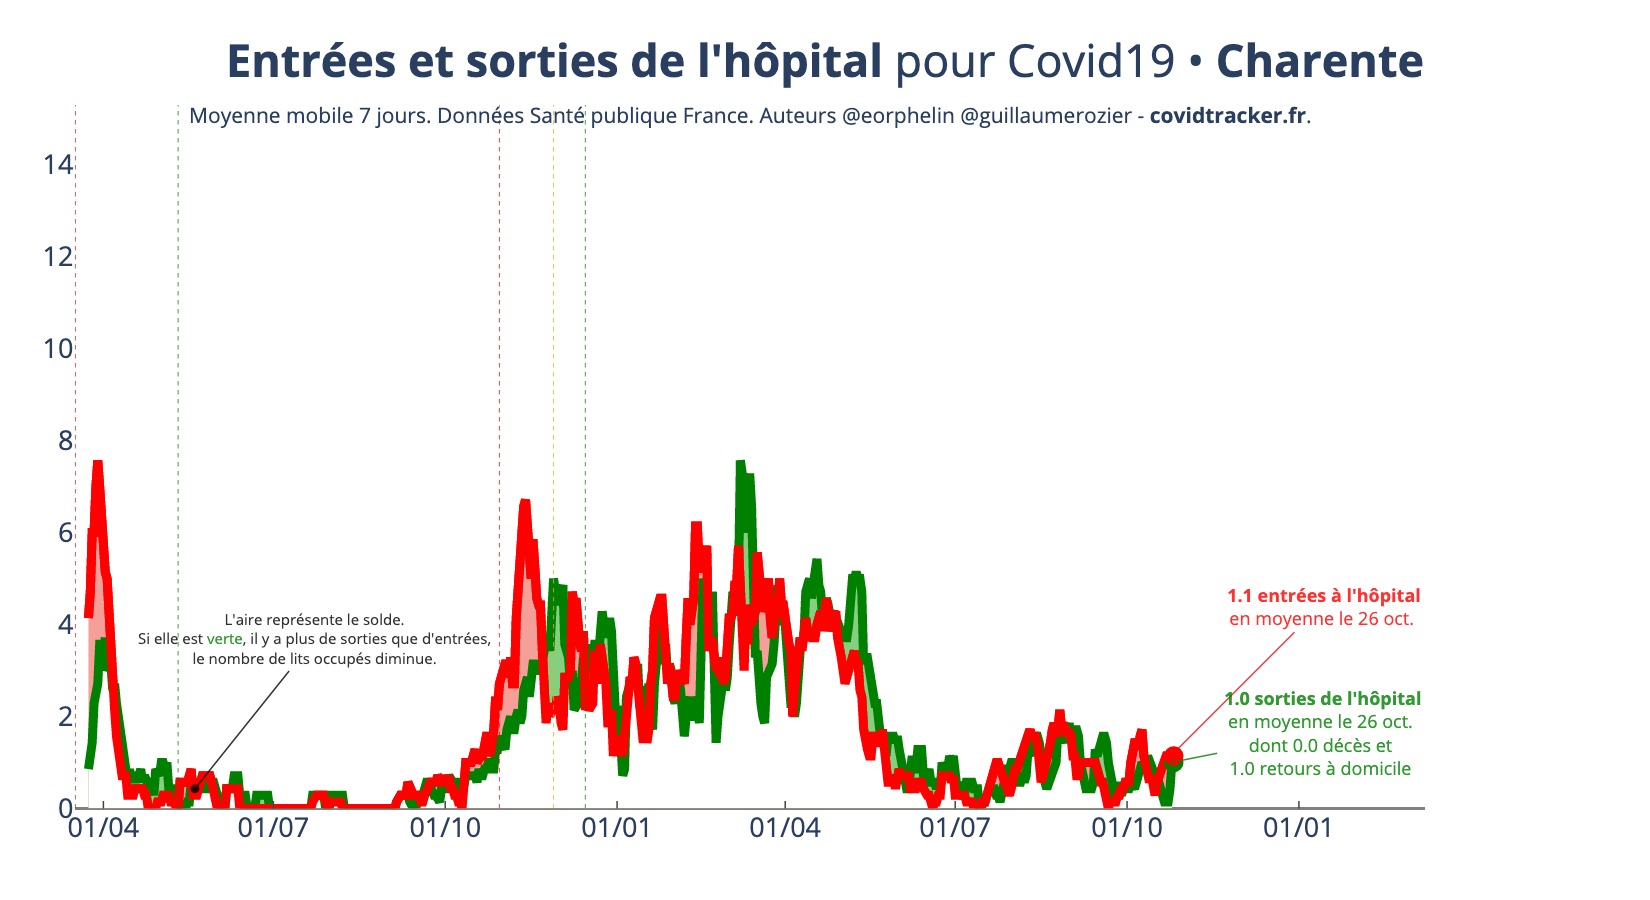 Entrées et sorties de l'hôpital pour Covid19 • Charente
Moyenne mobile 7 jours. Données Santé publique France. Auteurs @eorphelin @guillaumerozier - covidtracker.fr.
14
12
10
8
6
4
2
0
L'aire représente le solde.
Si elle est verte, il y a plus de sorties que d'entrées,
le nombre de lits occupés diminue.
1.1 entrées à l'hôpital
en moyenne le 26 oct.
1.0 sorties de l'hôpital
en moyenne le 26 oct.
dont 0.0 décès et
1.0 retours à domicile
01/04 01/07 01/10 01/01 01/04 01/07 01/10 01/01